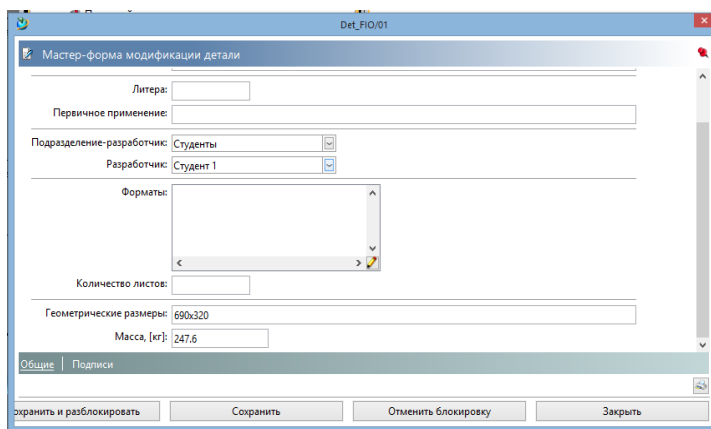 Det_FIO/01
Мастер-форма модификации детали
Литера:
Первичное применение:
Подразделение-разработчик: Студенты
Разработчик: Студент 1
Форматы:
Количество листов:
Геометрические размеры: 690x320
Масса, [кг]: 247.6
Общие | Подписи
охранить и разблокировать Сохранить Отменить блокировку Закрыть